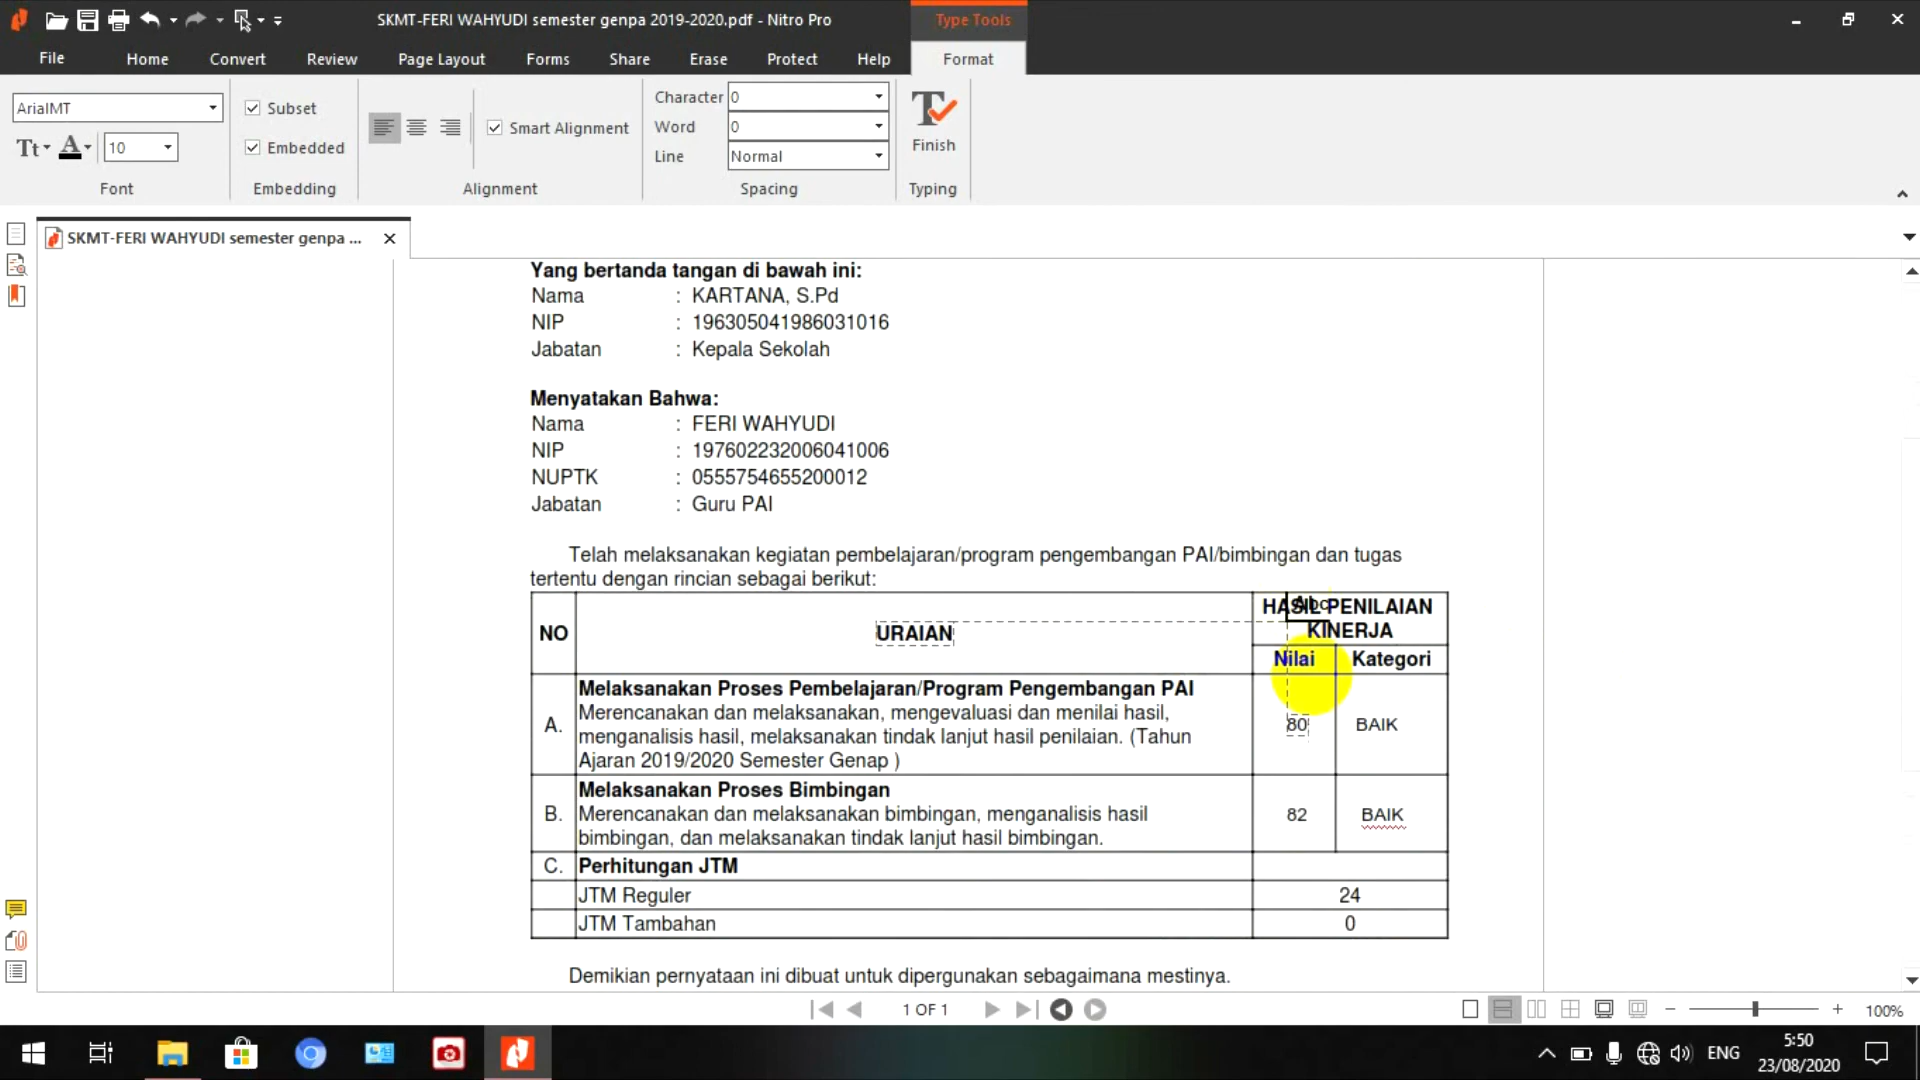 SKMT-FERI WAHYUDI semester genpa 2019-2020.pdf - Nitro Pro
Type Tools
File Home Convert Review Page Layout Forms Share Erase Protect Help Format
ArialMT
10
Font
Subset
Embedded
Embedding
Smart Alignment
Alignment
Character 0
Word 0
Line Normal
Spacing
Finish
Typing
SKMT-FERI WAHYUDI semester genpa ...
Yang bertanda tangan di bawah ini:
Nama : KARTANA, S.Pd
NIP : 196305041986031016
Jabatan : Kepala Sekolah
Menyatakan Bahwa:
Nama : FERI WAHYUDI
NIP : 197602232006041006
NUPTK : 0555754655200012
Jabatan : Guru PAI
Telah melaksanakan kegiatan pembelajaran/program pengembangan PAI/bimbingan dan tugas
tertentu dengan rincian sebagai berikut:
NO URAIAN HASIL PENILAIAN
KINERJA
Nilai Kategori
Abc
A. Melaksanakan Proses Pembelajaran/Program Pengembangan PAI
Merencanakan dan melaksanakan, mengevaluasi dan menilai hasil,
menganalisis hasil, melaksanakan tindak lanjut hasil penilaian. (Tahun
Ajaran 2019/2020 Semester Genap )
80 BAIK
B. Melaksanakan Proses Bimbingan
Merencanakan dan melaksanakan bimbingan, menganalisis hasil
bimbingan, dan melaksanakan tindak lanjut hasil bimbingan.
82 BAIK
C. Perhitungan JTM
JTM Reguler 24
JTM Tambahan 0
Demikian pernyataan ini dibuat untuk dipergunakan sebagaimana mestinya.
1 OF 1
100%
ENG
5:50
23/08/2020